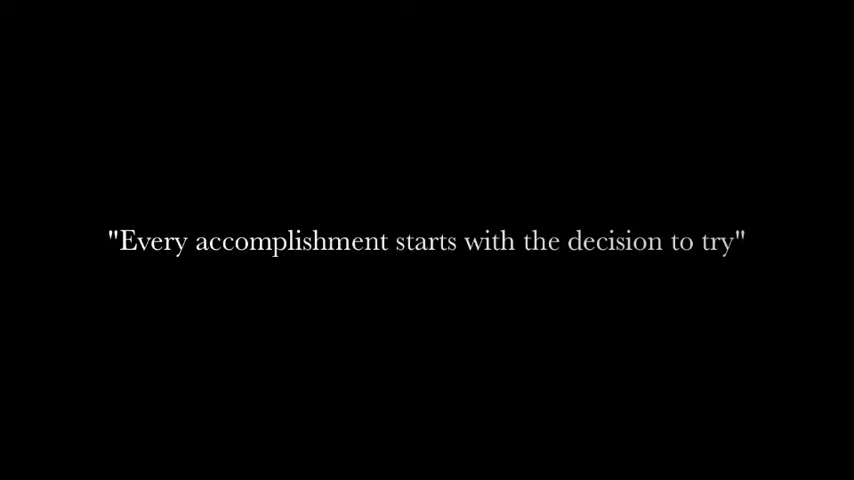 "Every accomplishment starts with the decision to try"